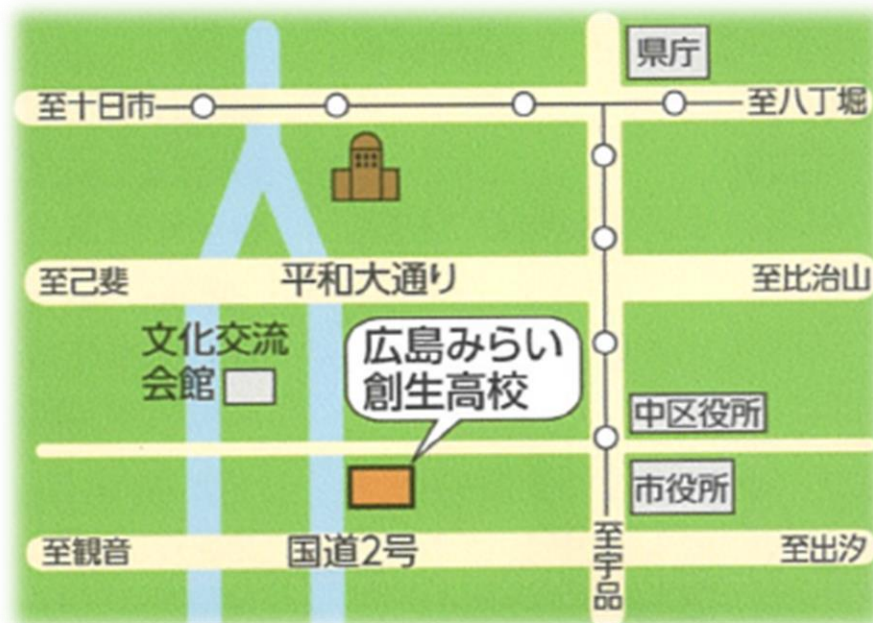 県庁
至十日市
至八丁堀
至己斐
平和大通り
至比治山
文化交流
会館
広島みらい
創生高校
中区役所
市役所
至観音
国道2号
至宇品
至出汐